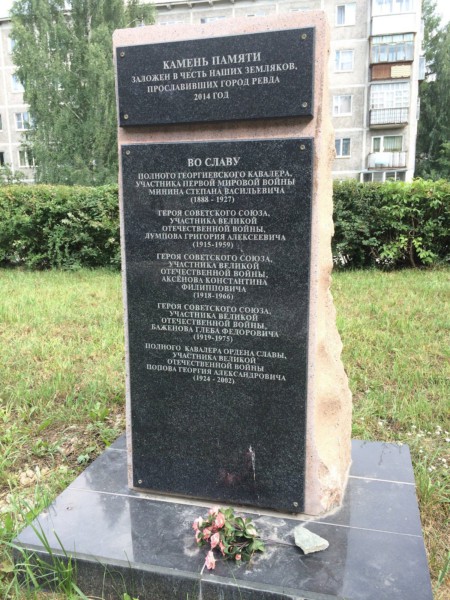 КАМЕНЬ ПАМЯТИ
ЗАЛОЖЕН В ЧЕСТЬ НАШИХ ЗЕМЛЯКОВ,
ПРОСЛАВИВШИХ ГОРОД РЕВДА
2014 ГОД
ВО СЛАВУ
ПОЛНОГО ГЕОРГИЕВСКОГО КАВАЛЕРА,
УЧАСТНИКА ПЕРВОЙ МИРОВОЙ ВОЙНЫ
МИНИНА СТЕПАНА ВАСИЛЬЕВИЧА
(1888 - 1927)
ГЕРОЯ СОВЕТСКОГО СОЮЗА,
УЧАСТНИКА ВЕЛИКОЙ
ОТЕЧЕСТВЕННОЙ ВОЙНЫ,
ЛУМПОВА ГРИГОРИЯ АЛЕКСЕЕВИЧА
(1915-1959)
ГЕРОЯ СОВЕТСКОГО СОЮЗА,
УЧАСТНИКА ВЕЛИКОЙ
ОТЕЧЕСТВЕННОЙ ВОЙНЫ,
АКСЁНОВА КОНСТАНТИНА
ФИЛИППОВИЧА
(1918-1966)
ГЕРОЯ СОВЕТСКОГО СОЮЗА,
УЧАСТНИКА ВЕЛИКОЙ
ОТЕЧЕСТВЕННОЙ ВОЙНЫ,
БАЖЕНОВА ГЛЕБА ФЕДОРОВИЧА
(1919-1975)
ПОЛНОГО КАВАЛЕРА ОРДЕНА СЛАВЫ,
УЧАСТНИКА ВЕЛИКОЙ
ОТЕЧЕСТВЕННОЙ ВОЙНЫ
ПОПОВА ГЕОРГИЯ АЛЕКСАНДРОВИЧА
(1924 - 2002)